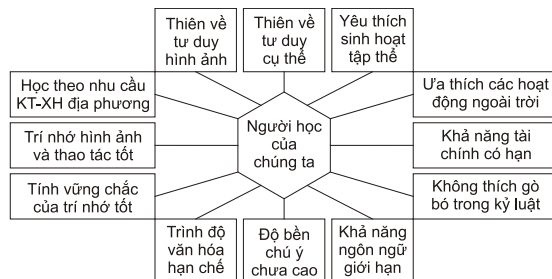 Thiên về
tư duy
hình ảnh
Thiên về
tư duy
cụ thể
Yêu thích
sinh hoạt
tập thể
Học theo nhu cầu
KT-XH địa phương
Ưa thích các hoạt
động ngoài trời
Người học
của
chúng ta
Trí nhớ hình ảnh
và thao tác tốt
Khả năng tài
chính có hạn
Tính vững chắc
của trí nhớ tốt
Không thích gò
bó trong kỷ luật
Trình độ
văn hóa
hạn chế
Độ bền
chú ý
chưa cao
Khả năng
ngôn ngữ
giới hạn